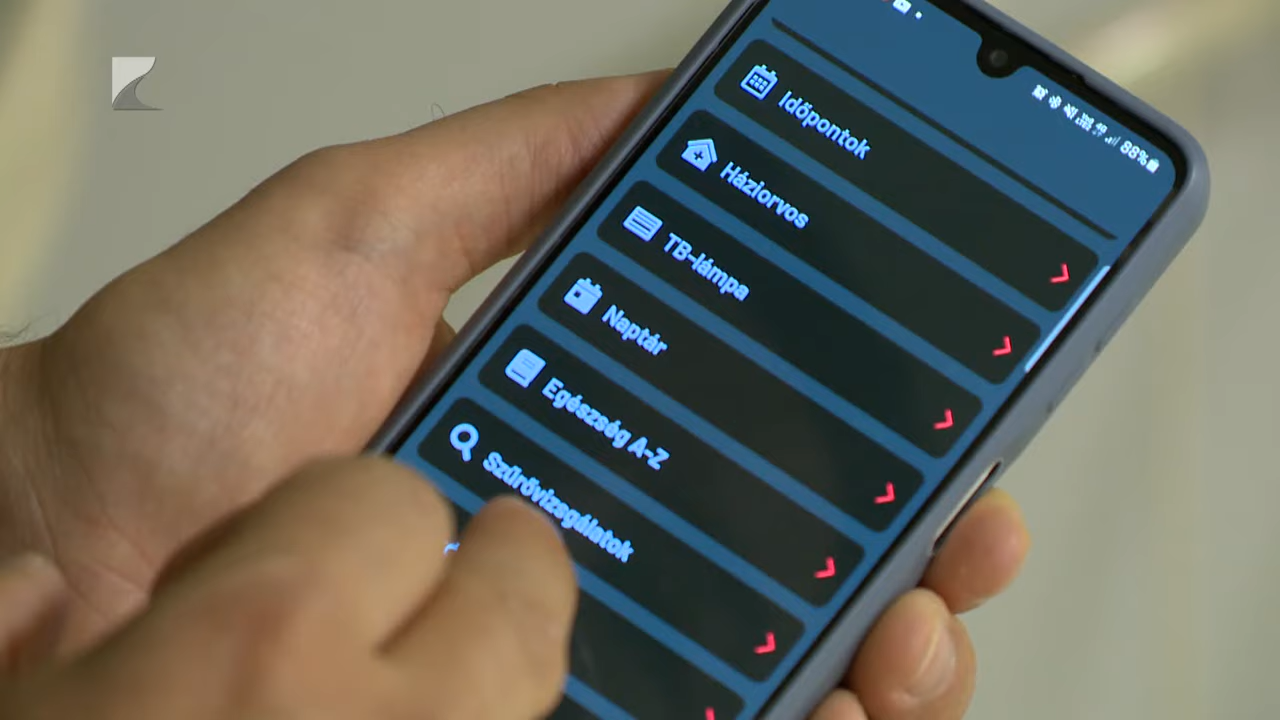 88%
Időpontok
Háziorvos
TB-lámpa
Naptár
Egészség A-Z
Szűrővizsgálatok